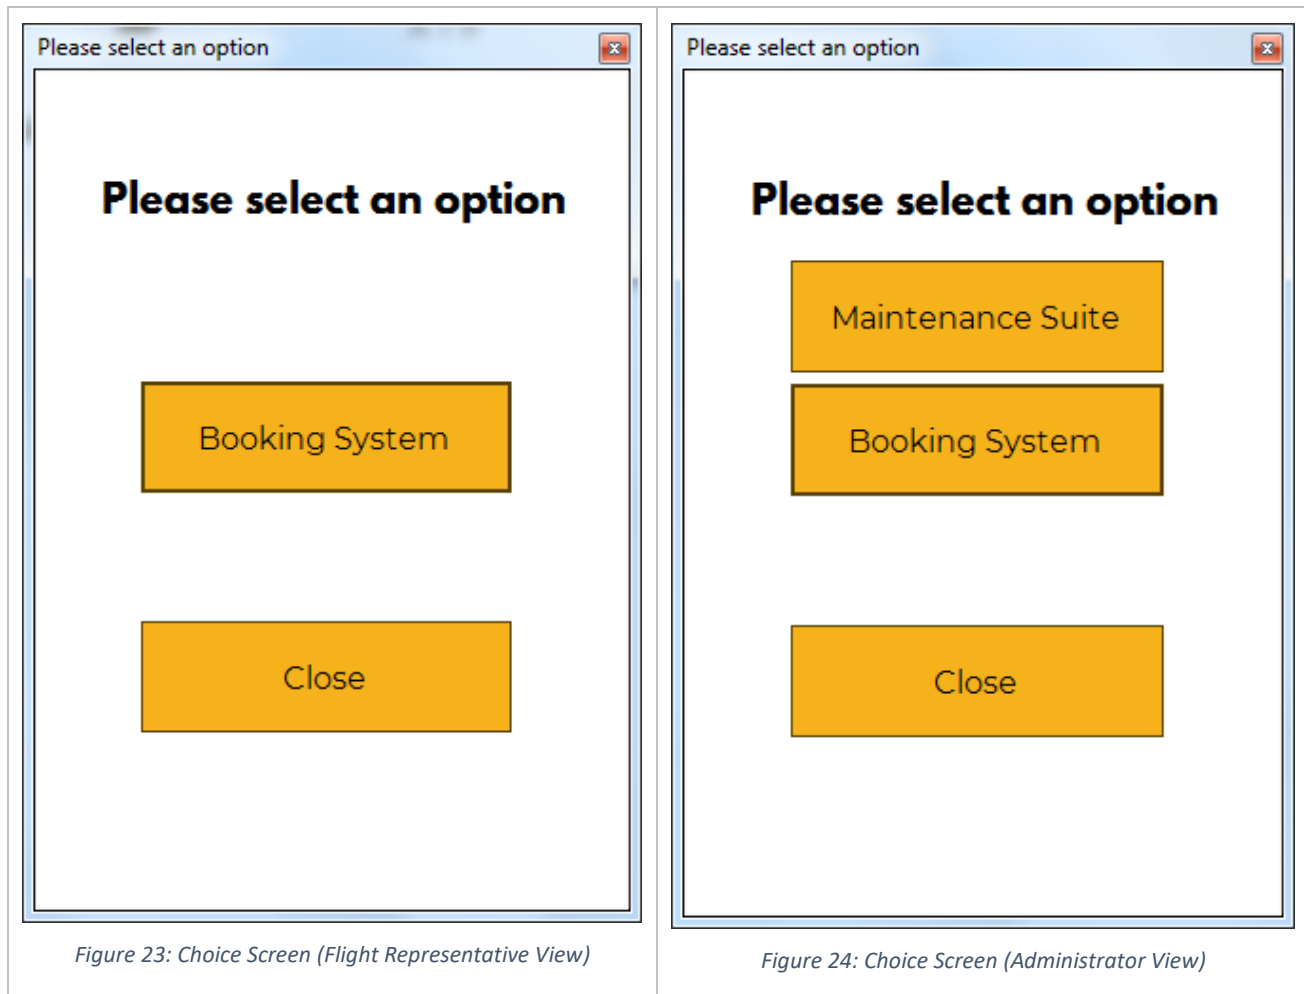 Please select an option
Please select an option
Booking System
Close
Figure 23: Choice Screen (Flight Representative View)
Please select an option
Please select an option
Maintenance Suite
Booking System
Close
Figure 24: Choice Screen (Administrator View)